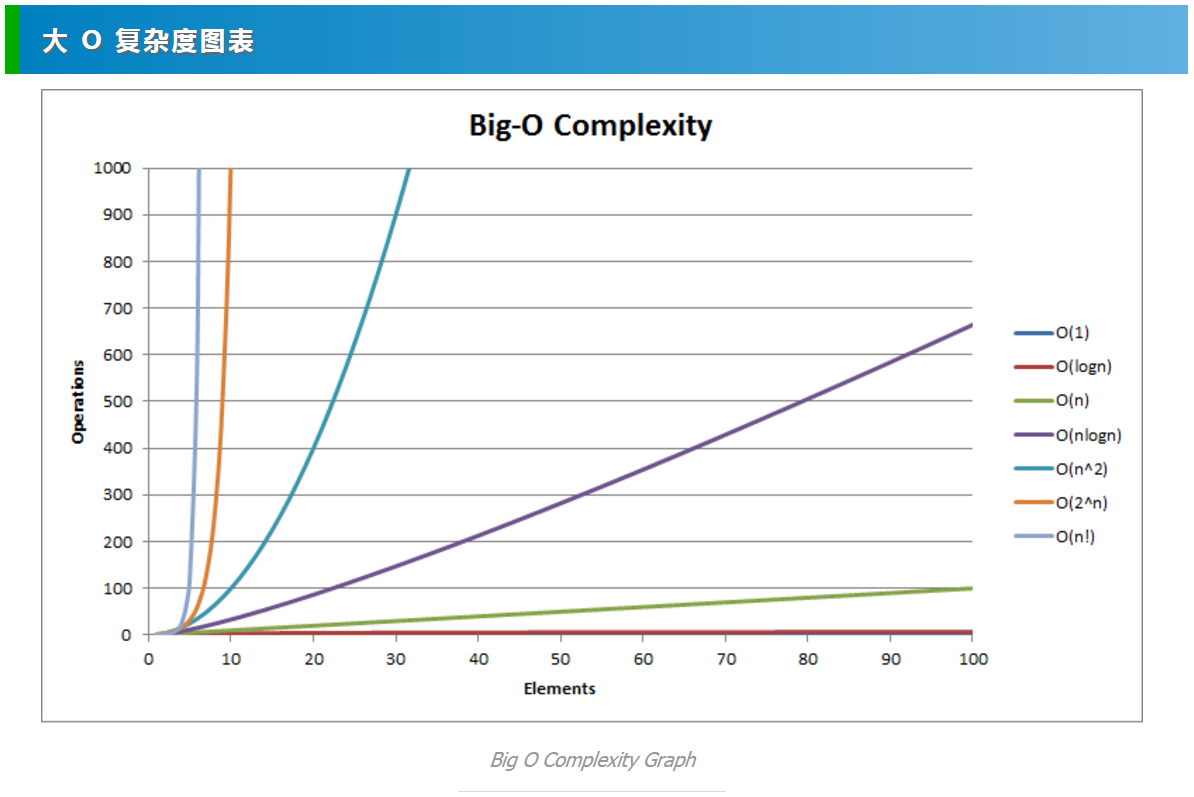 大 O 复杂度图表
Big-O Complexity
1000
900
800
700
600
500
400
300
200
100
0
Operations
0 10 20 30 40 50 60 70 80 90 100
Elements
O(1)
O(logn)
O(n)
O(nlogn)
O(n^2)
O(2^n)
O(n!)
Big O Complexity Graph